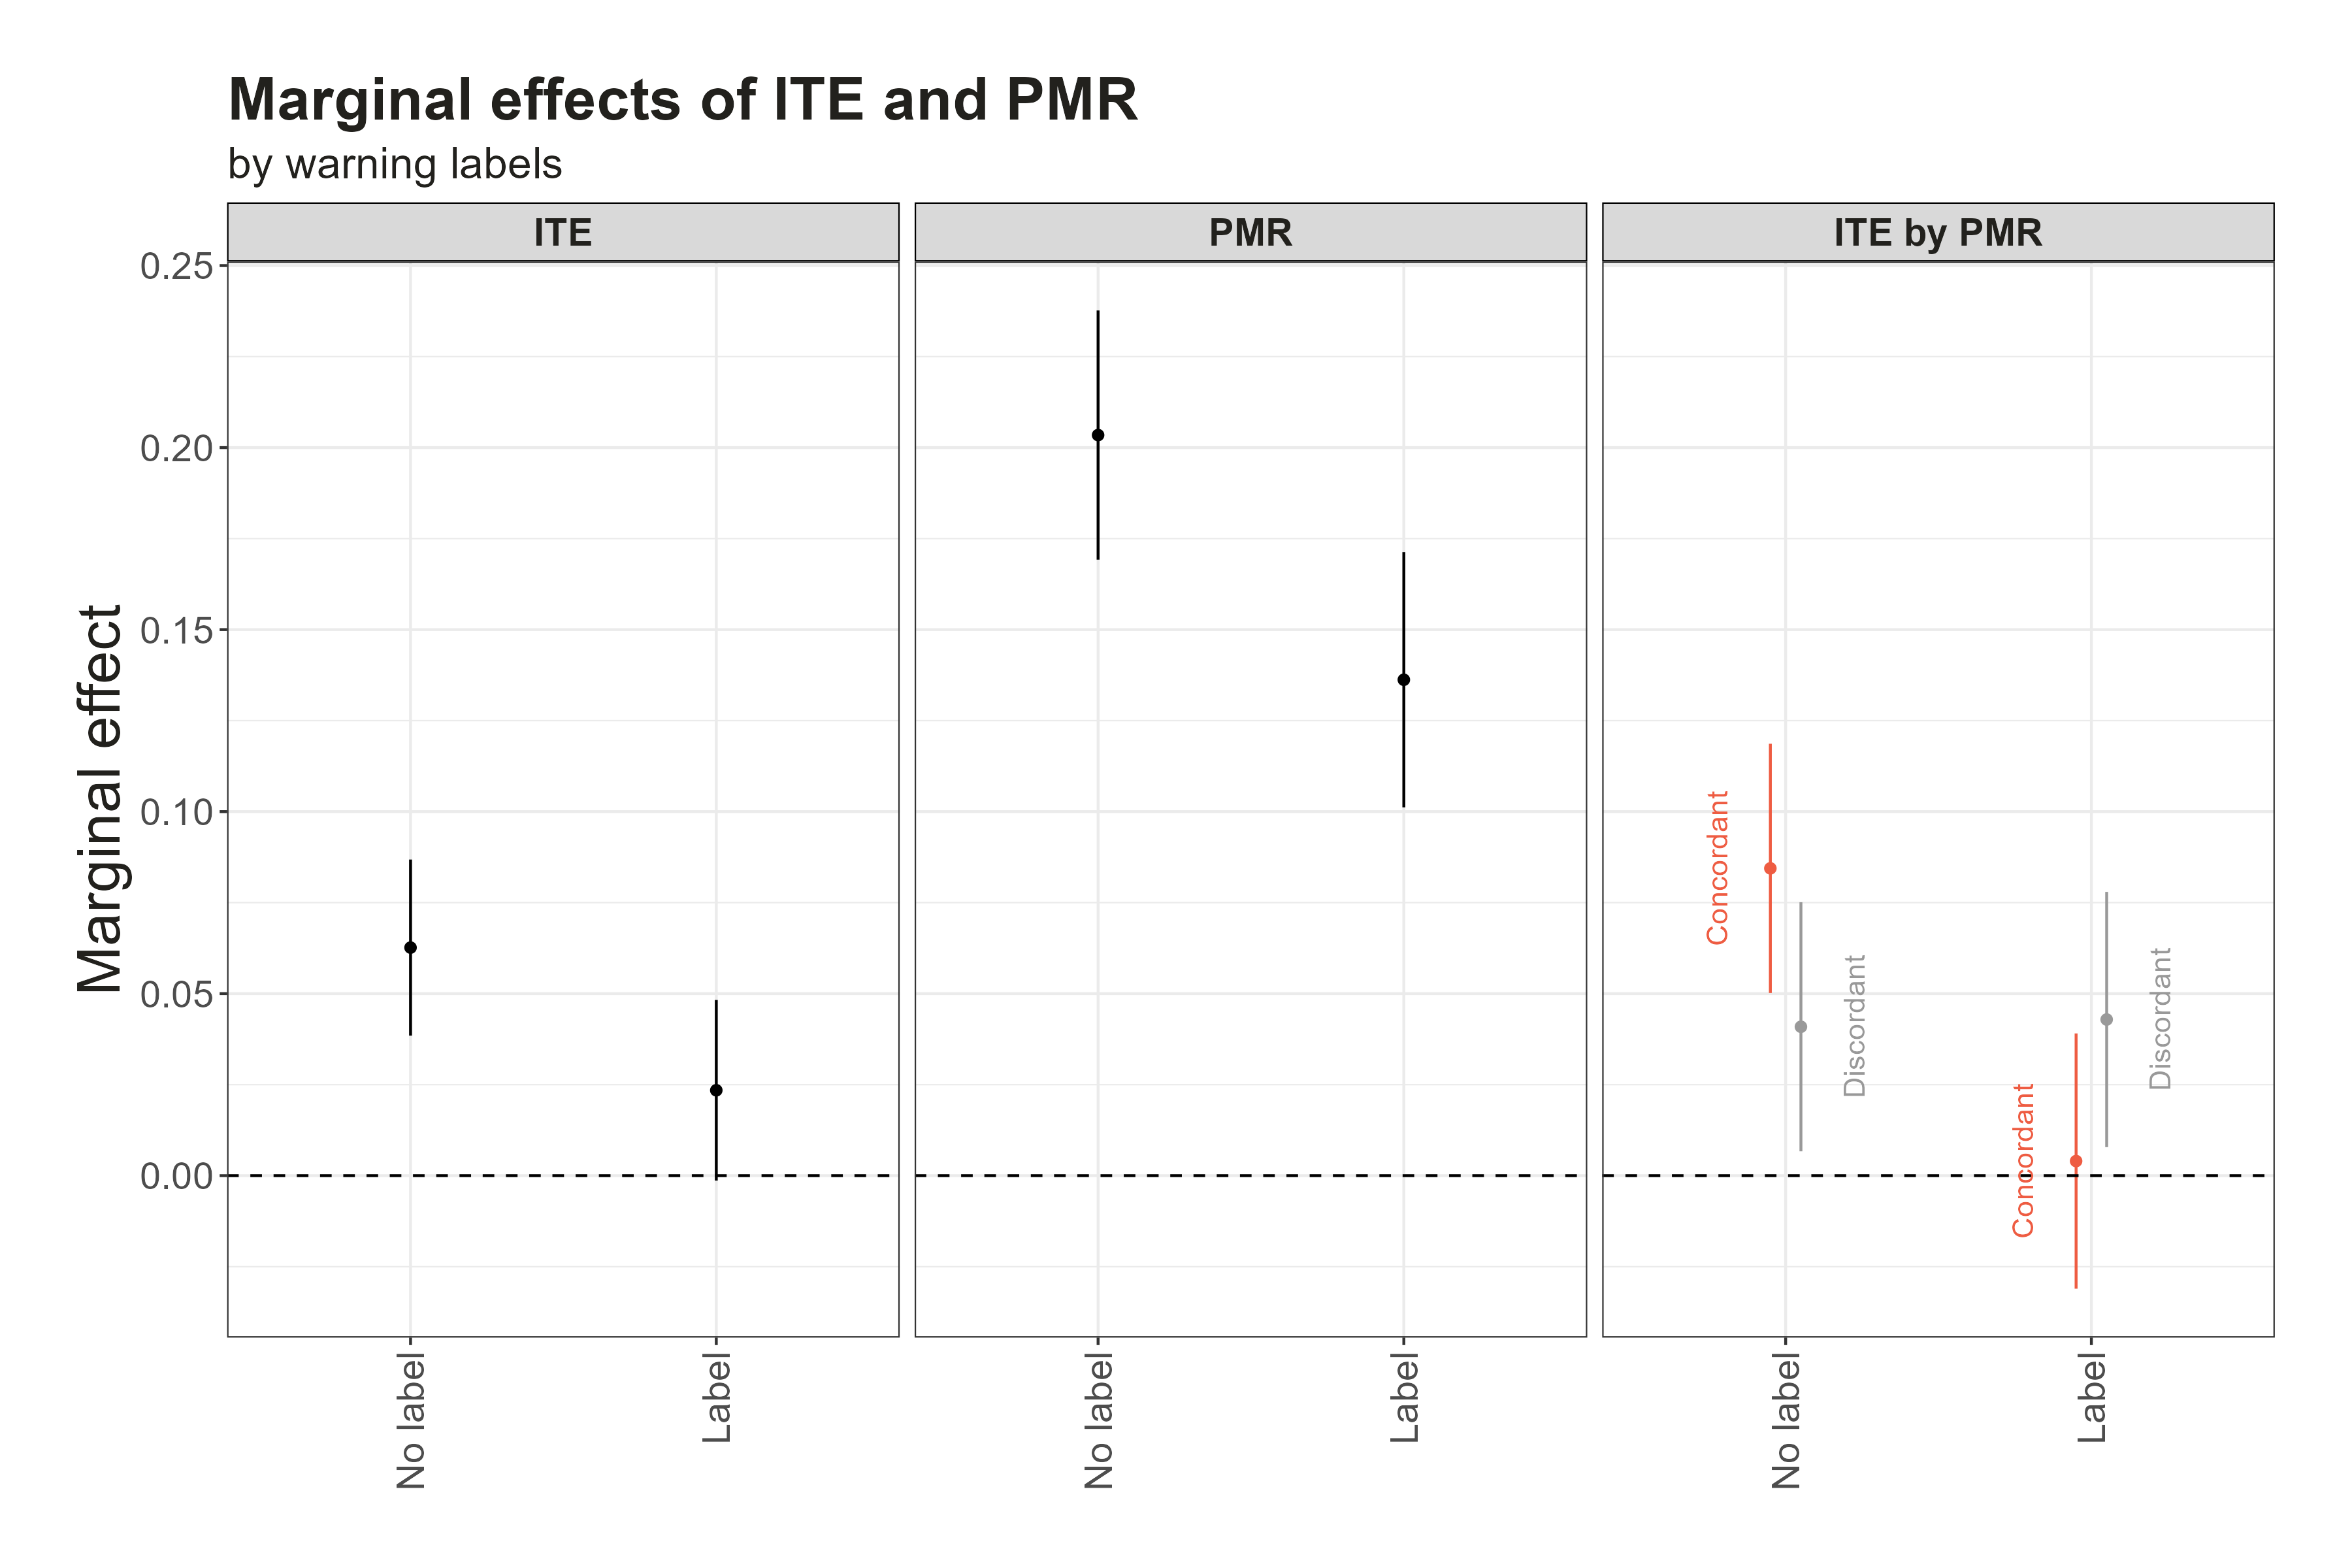 Marginal effects of ITE and PMR
by warning labels
ITE
PMR
ITE by PMR
Marginal effect
0.25
0.20
0.15
0.10
0.05
0.00
Concordant
Discordant
Concordant
Discordant
No label
Label
No label
Label
No label
Label